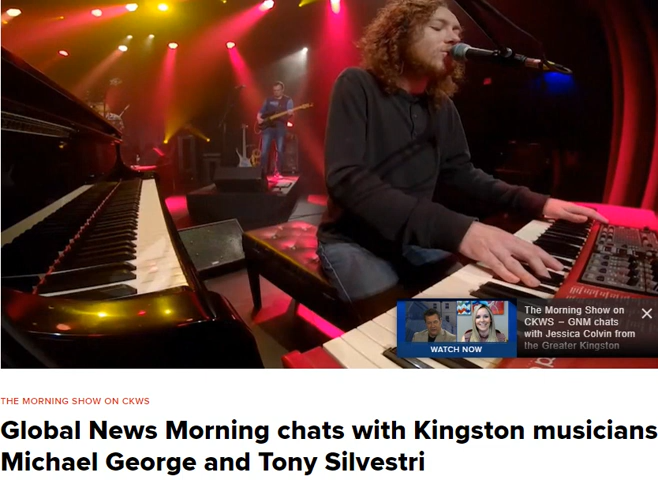 The Morning Show on
CKWS – GNM chats
with Jessica Colvin from
the Greater Kingston
WATCH NOW
THE MORNING SHOW ON CKWS
Global News Morning chats with Kingston musicians
Michael George and Tony Silvestri